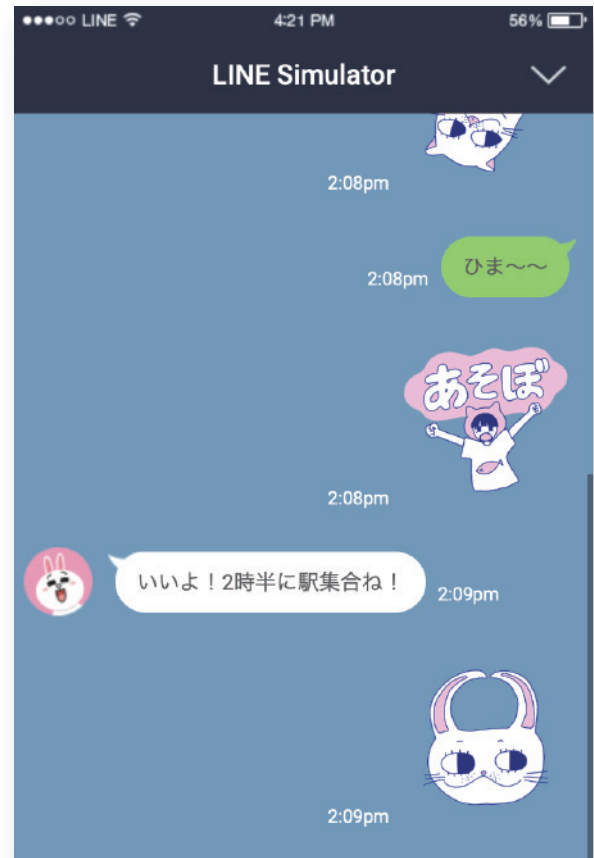 LINE 4:21 PM 56%
LINE Simulator
2:08pm
ひま〜〜
2:08pm
あそぼ
2:08pm
いいよ！2時半に駅集合ね！
2:09pm
2:09pm